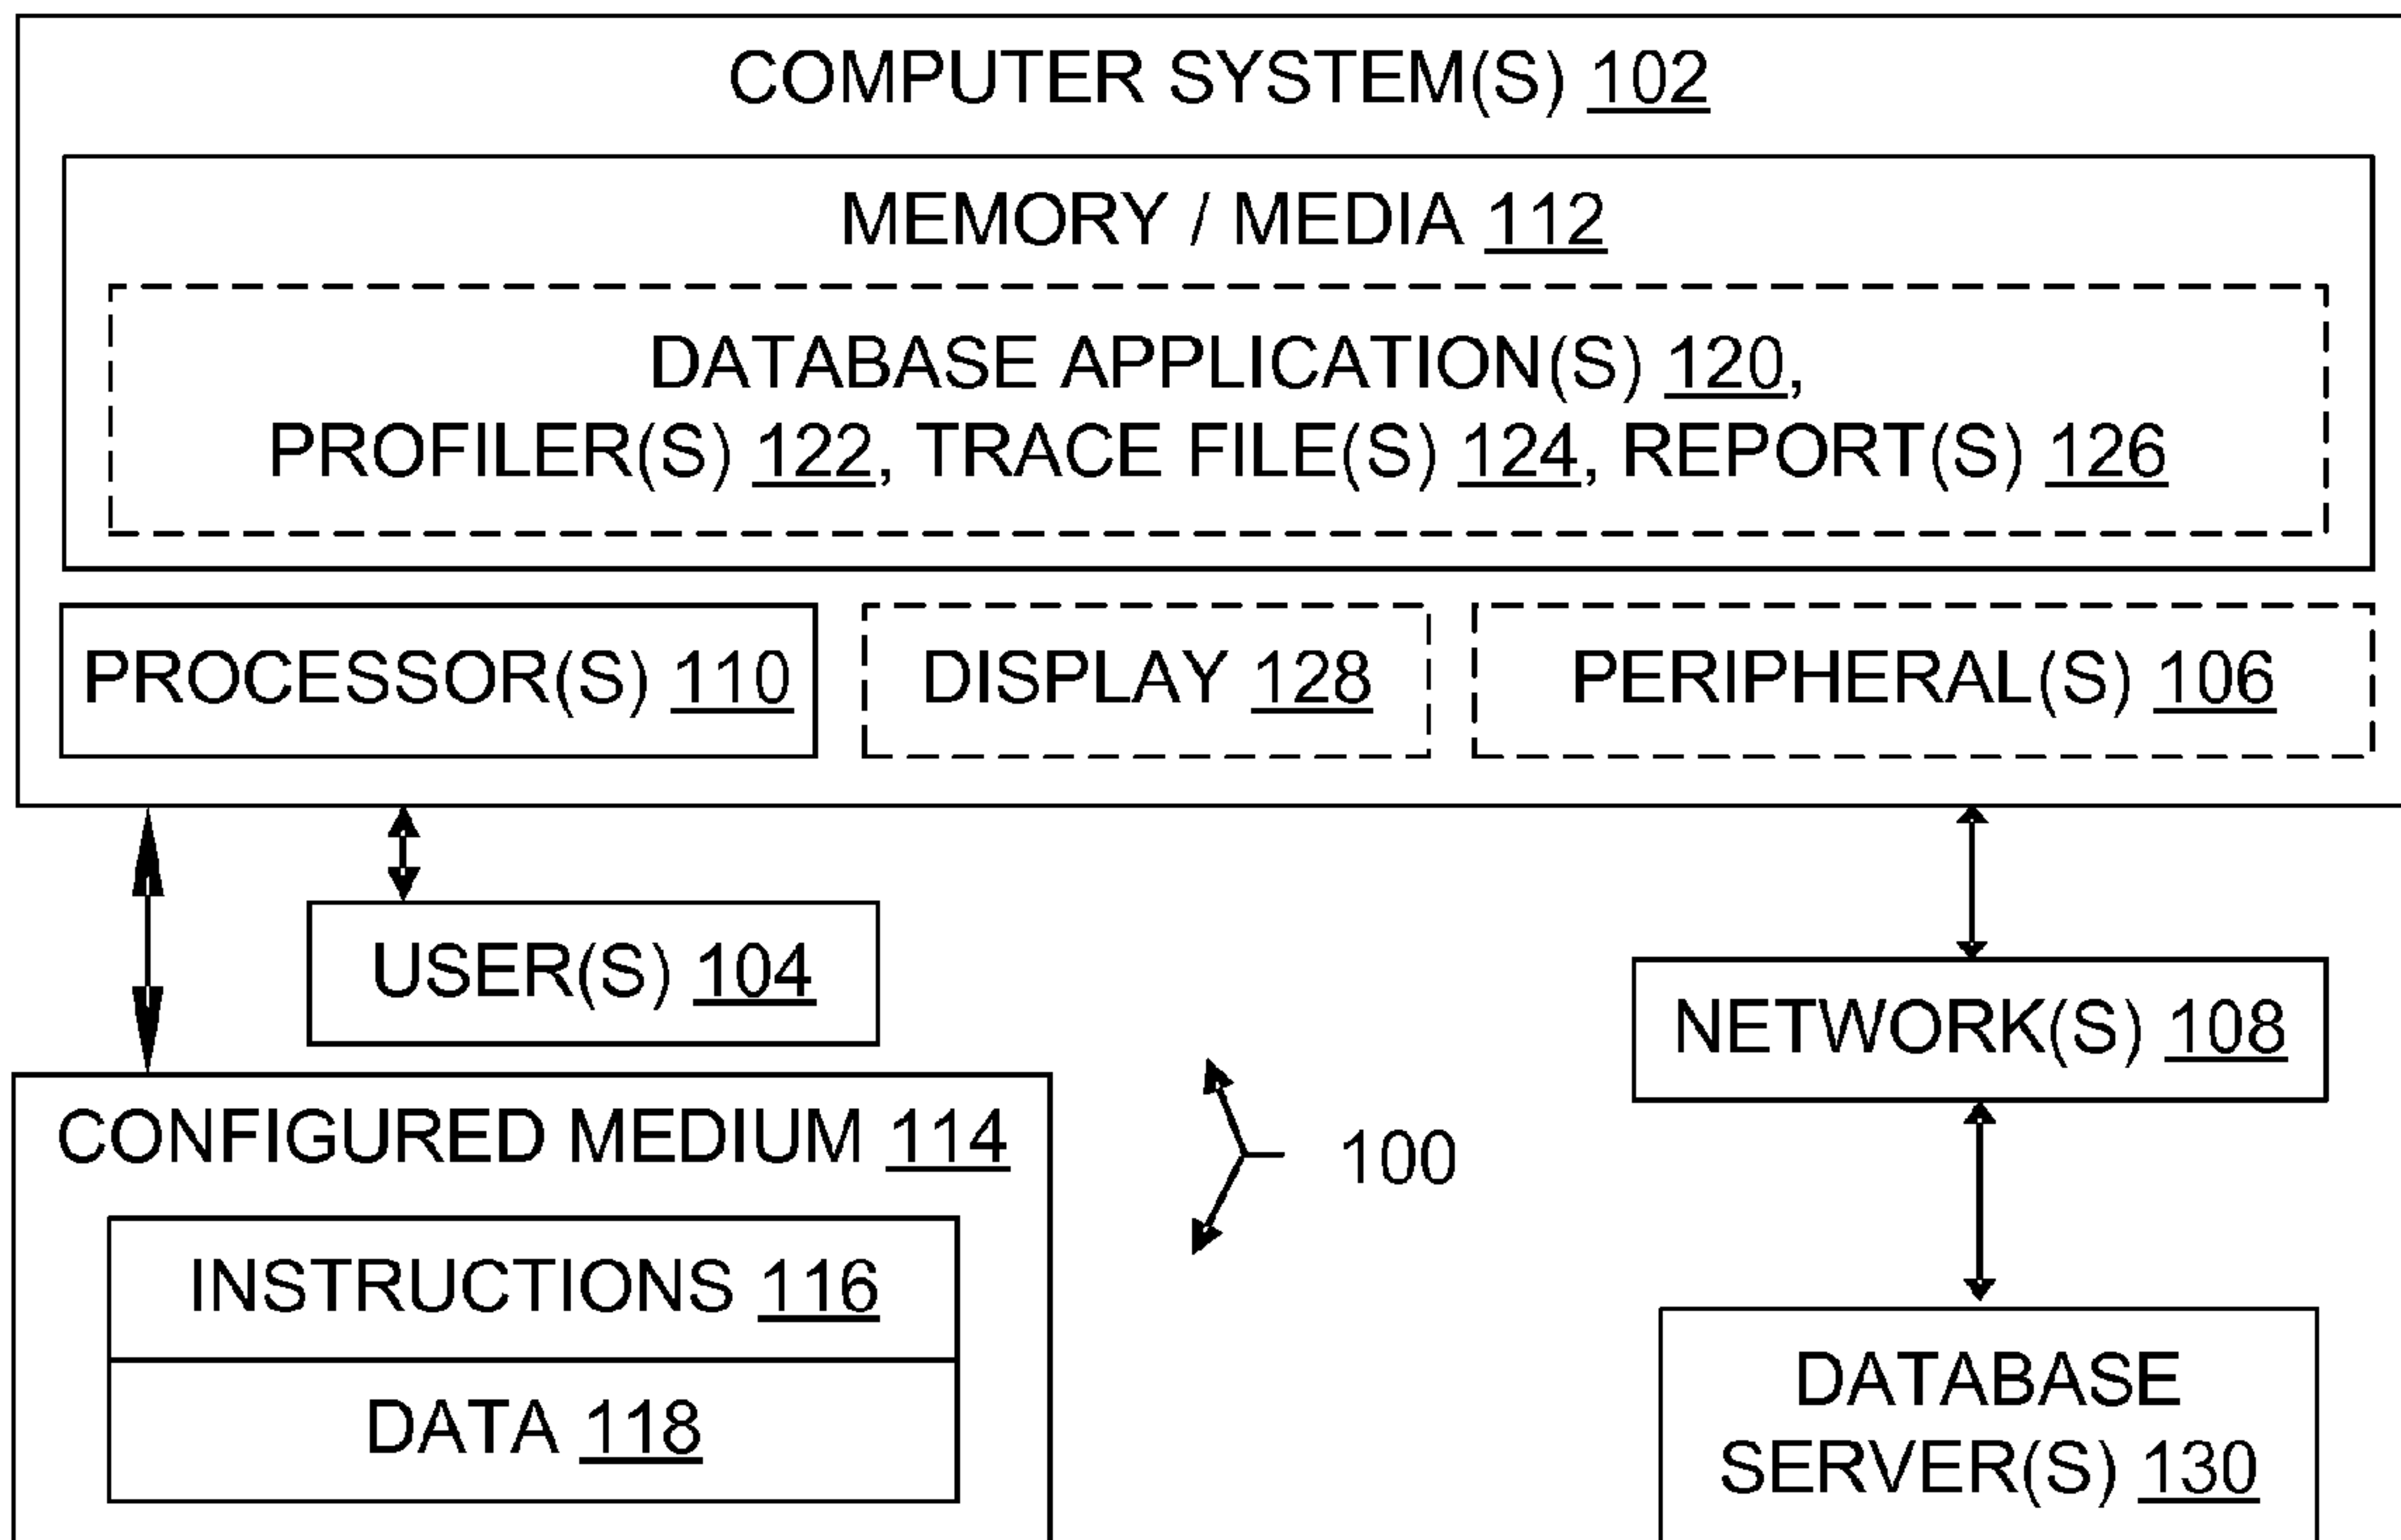 COMPUTER SYSTEM(S) 102
MEMORY / MEDIA 112
DATABASE APPLICATION(S) 120,
PROFILER(S) 122, TRACE FILE(S) 124, REPORT(S) 126
PROCESSOR(S) 110
DISPLAY 128
PERIPHERAL(S) 106
USER(S) 104
NETWORK(S) 108
CONFIGURED MEDIUM 114
100
INSTRUCTIONS 116
DATA 118
DATABASE
SERVER(S) 130